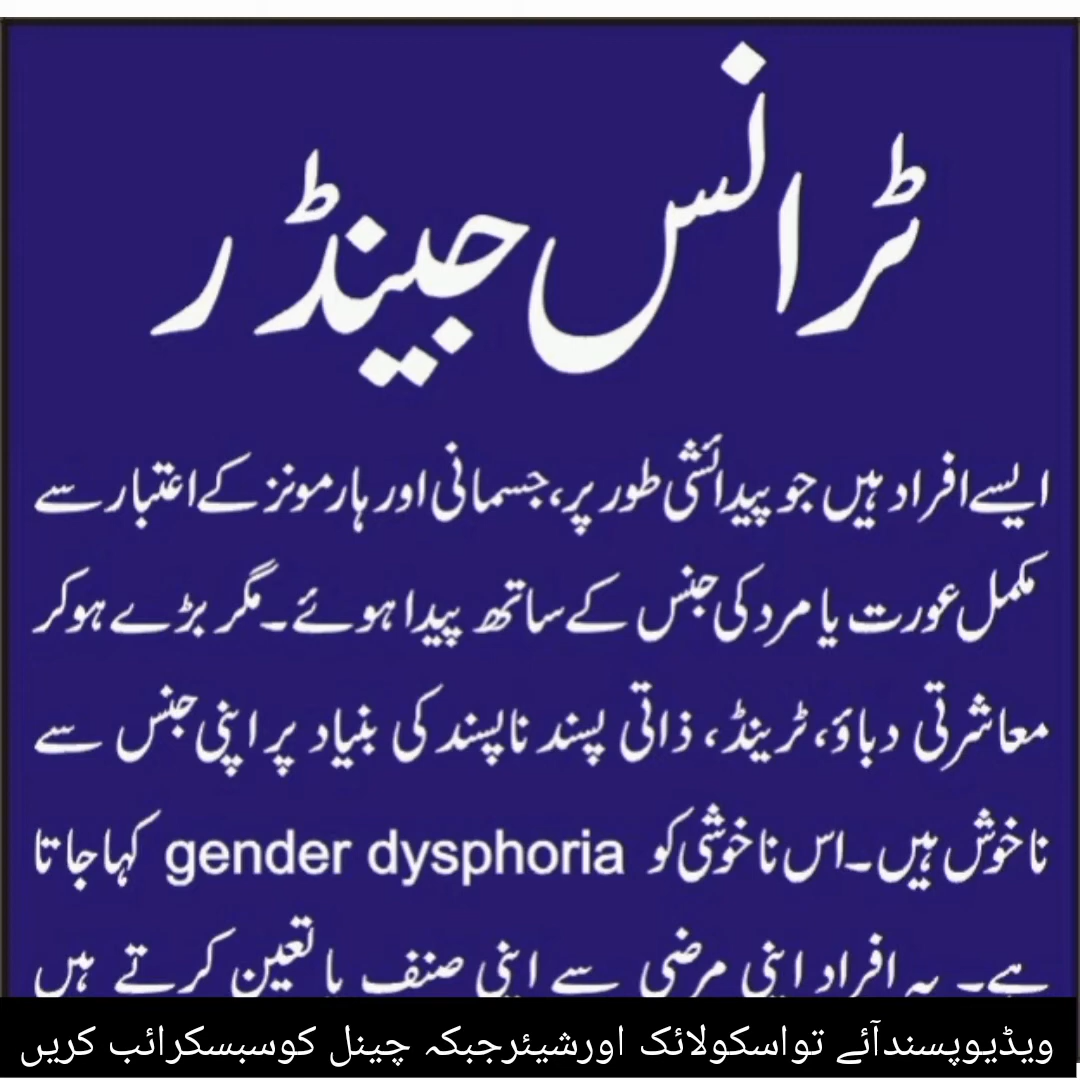 ٹرانس جینڈر
ایسے افراد ہیں جو پیدائشی طور پر، جسمانی اور ہارمونز کے اعتبار سے
مکمل عورت یا مرد کی جنس کے ساتھ پیدا ہوئے۔ مگر بڑے ہو کر
معاشرتی دباؤ، ٹرینڈ، ذاتی پسند ناپسند کی بنیاد پر اپنی جنس سے
ناخوش ہیں۔ اس ناخوشی کو gender dysphoria کہا جاتا
ہے۔ یہ افراد اپنی مرضی سے اپنی صنف یا تعین کرتے ہیں
ویڈیوپسندآئے تواسکولائک اورشیئرجبکہ چینل کوسبسکرائب کریں